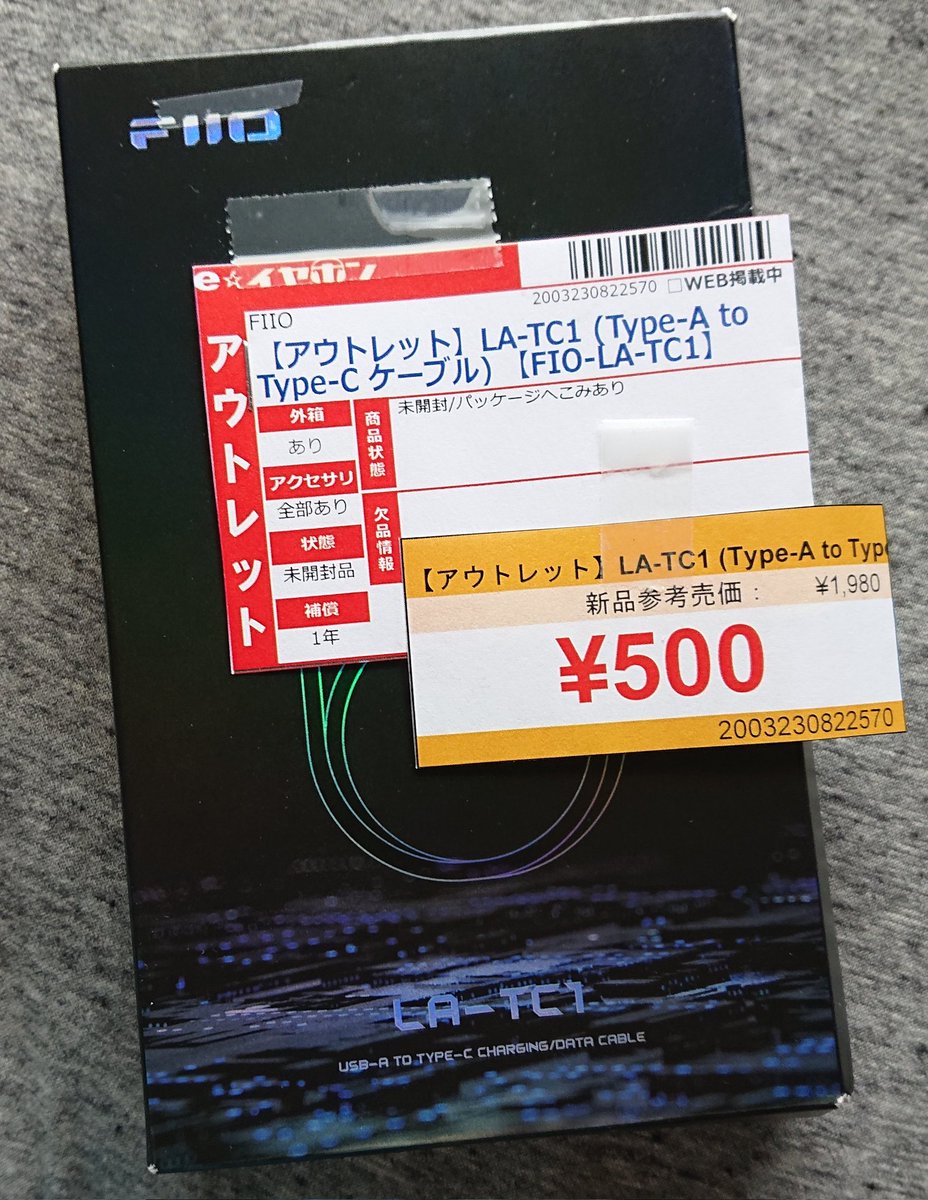 FIIO
e☆イヤホン
2003230822570 □WEB掲載中
アウトレット
FIIO
【アウトレット】LA-TC1 (Type-A to
Type-C ケーブル) 【FIO-LA-TC1】
外箱
あり
アクセサリ
全部あり
状態
未開封品
補償
1年
商品状態
未開封/パッケージへこみあり
欠品情報
【アウトレット】LA-TC1 (Type-A to Type
新品参考売価: ¥1,980
¥500
2003230822570
LA-TC1
USB-A TO TYPE-C CHARGING/DATA CABLE